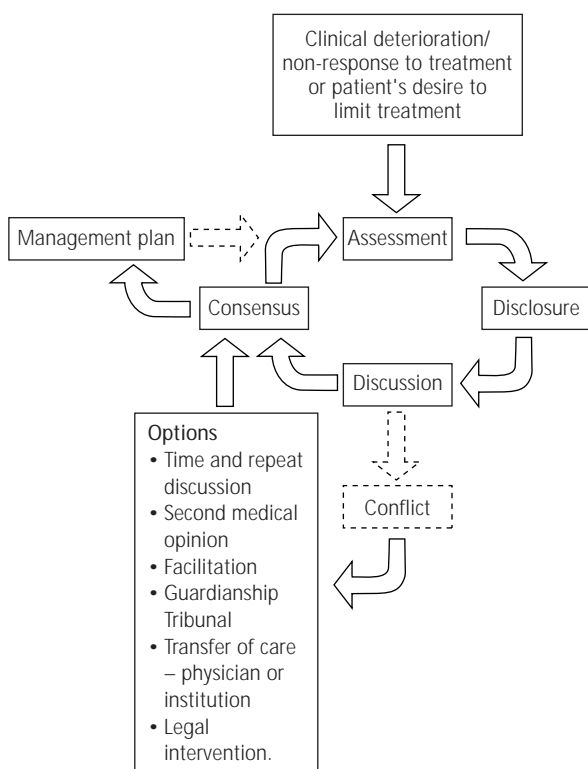 Clinical deterioration/
non-response to treatment
or patient's desire to
limit treatment
Management plan
Assessment
Consensus
Disclosure
Discussion
Options
• Time and repeat
discussion
• Second medical
opinion
• Facilitation
• Guardianship
Tribunal
• Transfer of care
– physician or
institution
• Legal
intervention.
Conflict